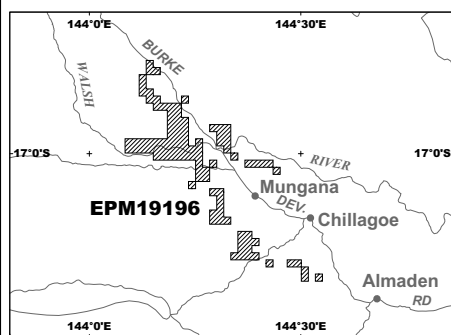 144°0'E
144°30'E
BURKE
WALSH
17°0'S
17°0'S
RIVER
Mungana
EPM19196
DEV.
Chillagoe
Almaden
RD
144°0'E
144°30'E